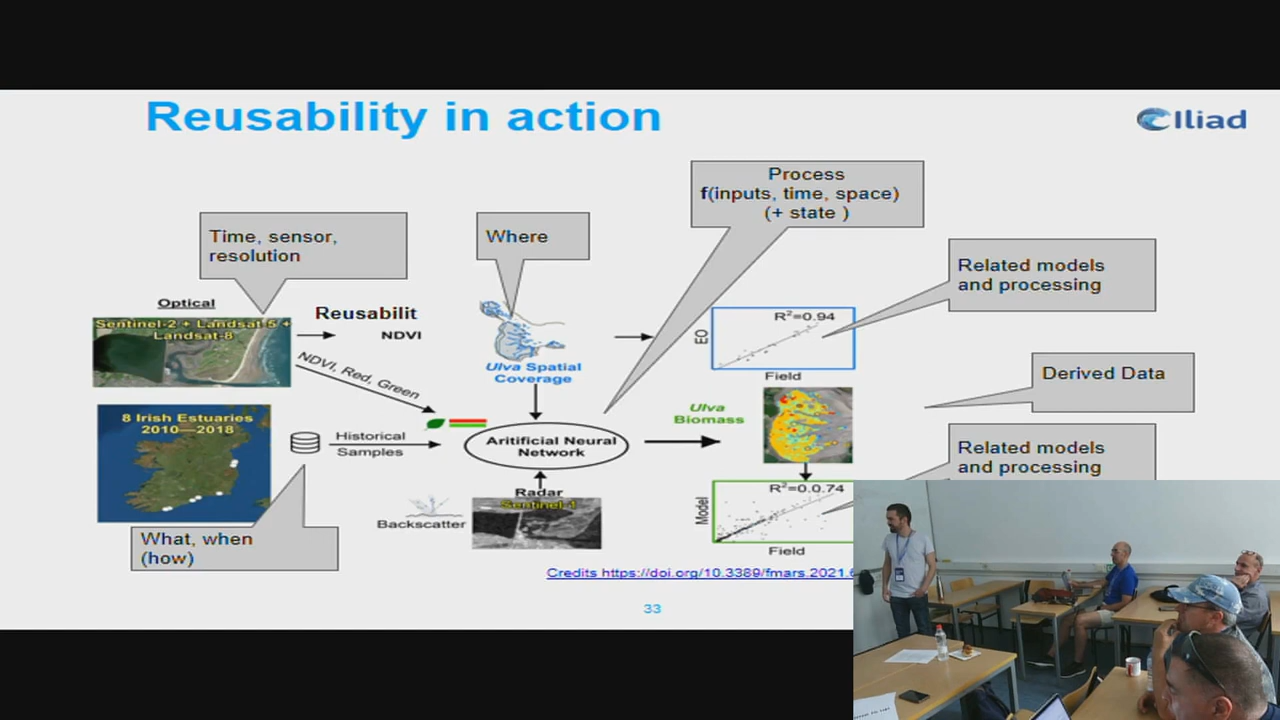 Reusability in action
Iliad
Process
f(inputs, time, space)
(+ state )
Time, sensor,
resolution
Where
Related models
and processing
Optical
Sentinel-2 + Landsat-5 +
Landsat-8
Reusabilit
NDVI
NDVI, Red, Green
Ulva Spatial
Coverage
EO
R²=0.94
Field
Derived Data
8 Irish Estuaries
2010—2018
Historical
Samples
Aritificial Neural
Network
Ulva
Biomass
Related models
and processing
Radar
Sentinel-1
Backscatter
Model
R²=0.0.74
Field
What, when
(how)
Credits https://doi.org/10.3389/fmars.2021.6
33